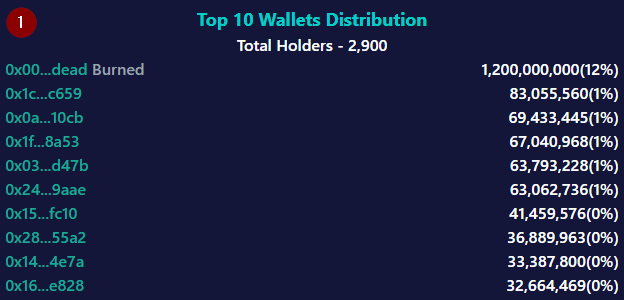 1
Top 10 Wallets Distribution
Total Holders - 2,900
0x00...dead Burned 1,200,000,000(12%)
0x1c...c659 83,055,560(1%)
0x0a...10cb 69,433,445(1%)
0x1f...8a53 67,040,968(1%)
0x03...d47b 63,793,228(1%)
0x24...9aae 63,062,736(1%)
0x15...fc10 41,459,576(0%)
0x28...55a2 36,889,963(0%)
0x14...4e7a 33,387,800(0%)
0x16...e828 32,664,469(0%)